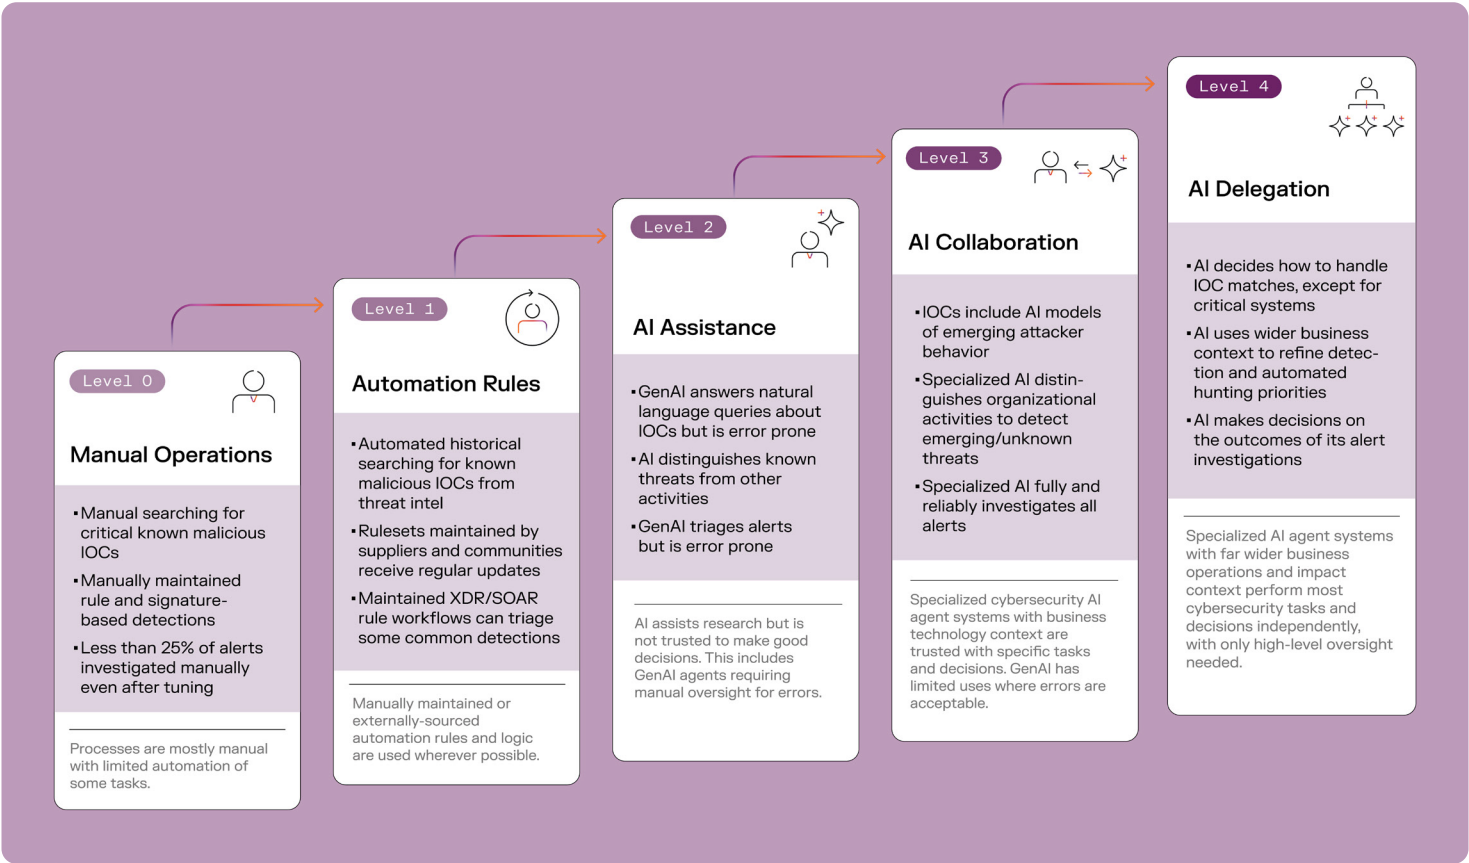 Level 0
Manual Operations
▪Manual searching for
critical known malicious
IOCs
▪Manually maintained
rule and signature-
based detections
▪Less than 25% of alerts
investigated manually
even after tuning
Processes are mostly manual
with limited automation of
some tasks.
Level 1
Automation Rules
▪Automated historical
searching for known
malicious IOCs from
threat intel
▪Rulesets maintained by
suppliers and communities
receive regular updates
▪Maintained XDR/SOAR
rule workflows can triage
some common detections
Manually maintained or
externally-sourced
automation rules and logic
are used wherever possible.
Level 2
AI Assistance
▪GenAI answers natural
language queries about
IOCs but is error prone
▪AI distinguishes known
threats from other
activities
▪GenAI triages alerts
but is error prone
AI assists research but is
not trusted to make good
decisions. This includes
GenAI agents requiring
manual oversight for errors.
Level 3
AI Collaboration
▪IOCs include AI models
of emerging attacker
behavior
▪Specialized AI distin-
guishes organizational
activities to detect
emerging/unknown
threats
▪Specialized AI fully and
reliably investigates all
alerts
Specialized cybersecurity AI
agent systems with business
technology context are
trusted with specific tasks
and decisions. GenAI has
limited uses where errors are
acceptable.
Level 4
AI Delegation
▪AI decides how to handle
IOC matches, except for
critical systems
▪AI uses wider business
context to refine detec-
tion and automated
hunting priorities
▪AI makes decisions on
the outcomes of its alert
investigations
Specialized AI agent systems
with far wider business
operations and impact
context perform most
cybersecurity tasks and
decisions independently,
with only high-level oversight
needed.